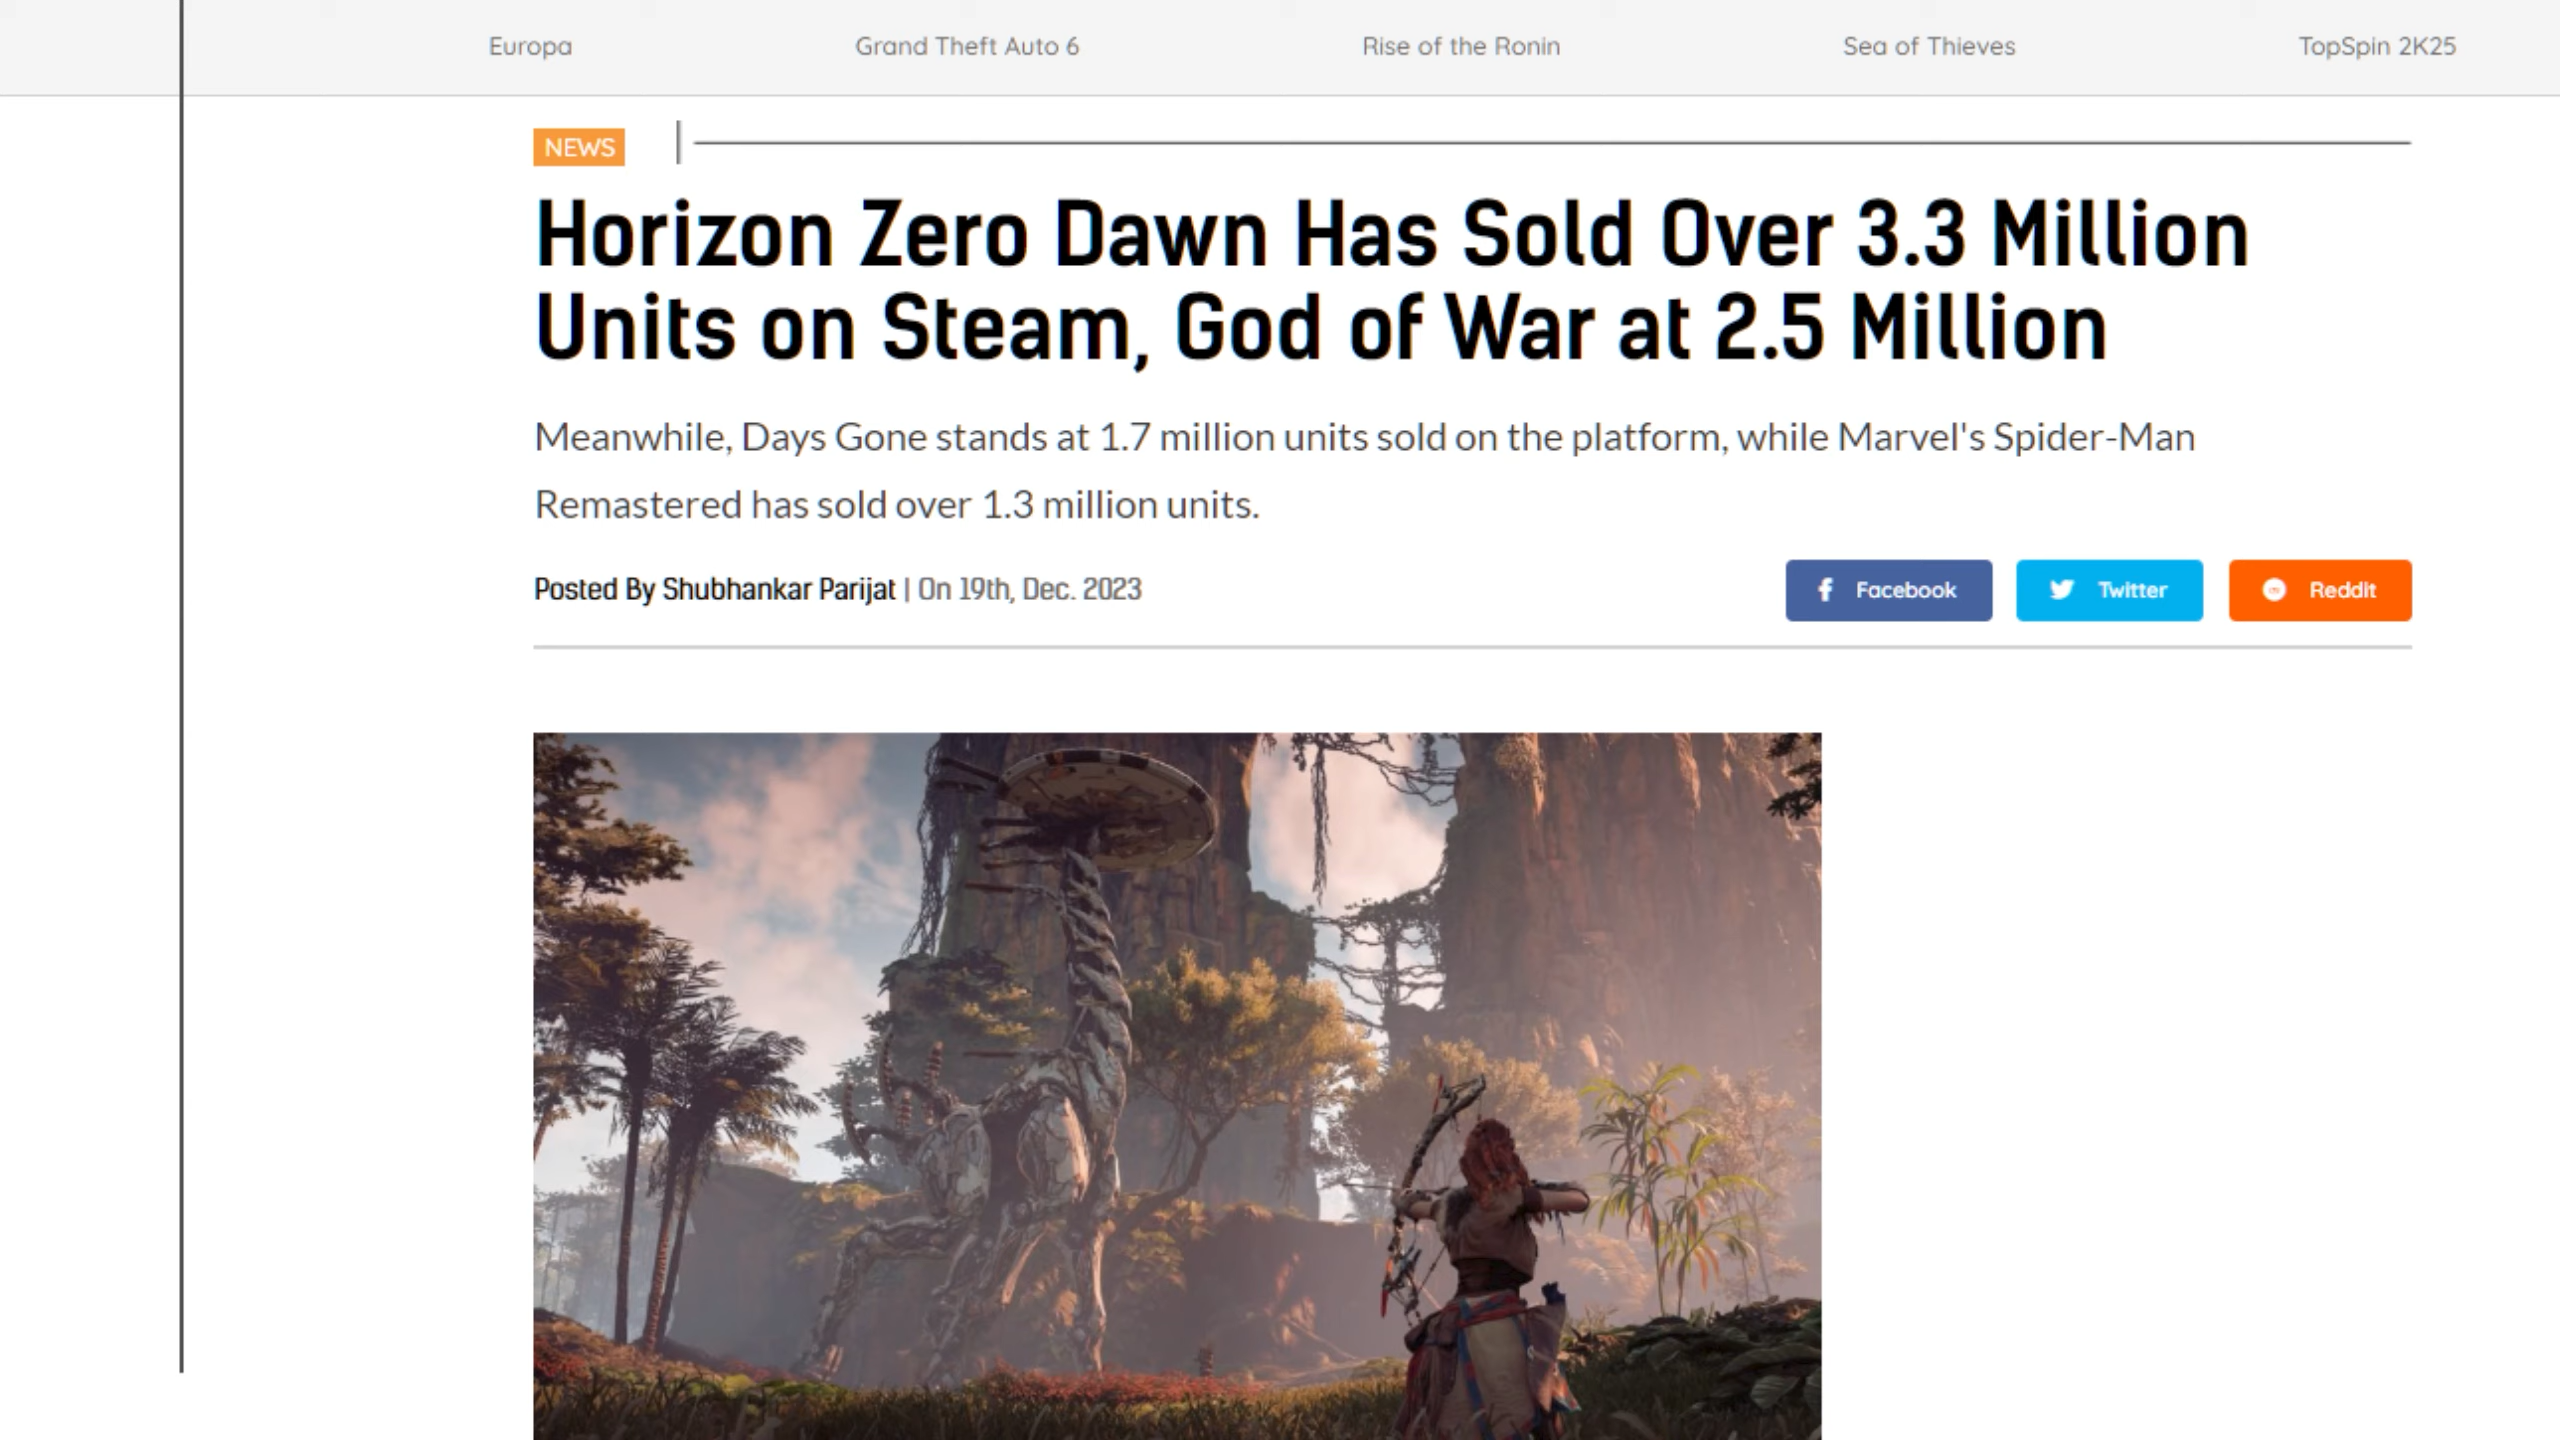 Europa Grand Theft Auto 6 Rise of the Ronin Sea of Thieves TopSpin 2K25
NEWS
Horizon Zero Dawn Has Sold Over 3.3 Million
Units on Steam, God of War at 2.5 Million
Meanwhile, Days Gone stands at 1.7 million units sold on the platform, while Marvel's Spider-Man
Remastered has sold over 1.3 million units.
Posted By Shubhankar Parijat | On 19th, Dec. 2023
Facebook Twitter Reddit